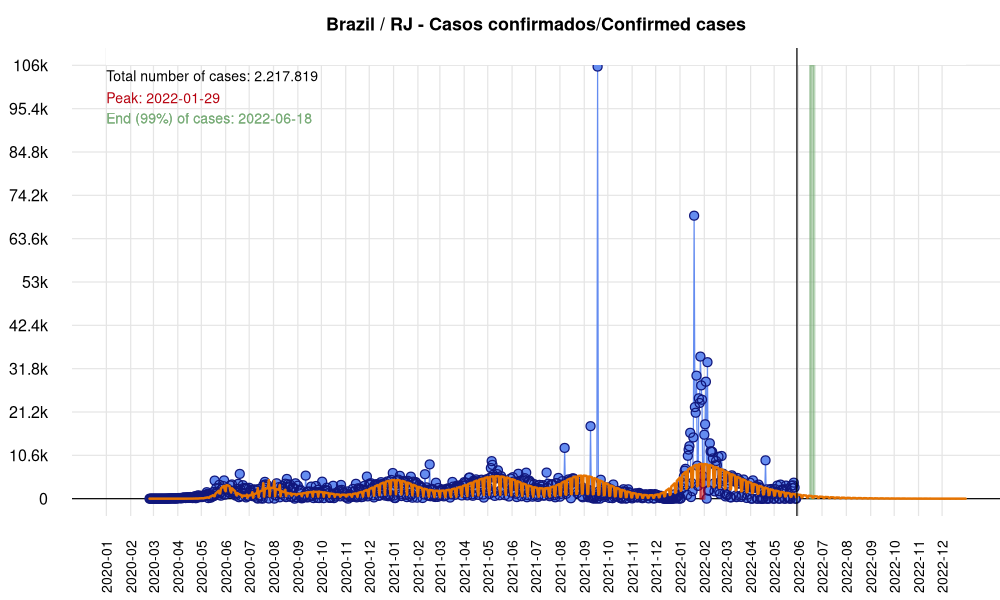 Brazil / RJ - Casos confirmados/Confirmed cases
Total number of cases: 2.217.819
Peak: 2022-01-29
End (99%) of cases: 2022-06-18
106k
95.4k
84.8k
74.2k
63.6k
53k
42.4k
31.8k
21.2k
10.6k
0
2020-01
2020-02
2020-03
2020-04
2020-05
2020-06
2020-07
2020-08
2020-09
2020-10
2020-11
2020-12
2021-01
2021-02
2021-03
2021-04
2021-05
2021-06
2021-07
2021-08
2021-09
2021-10
2021-11
2021-12
2022-01
2022-02
2022-03
2022-04
2022-05
2022-06
2022-07
2022-08
2022-09
2022-10
2022-11
2022-12